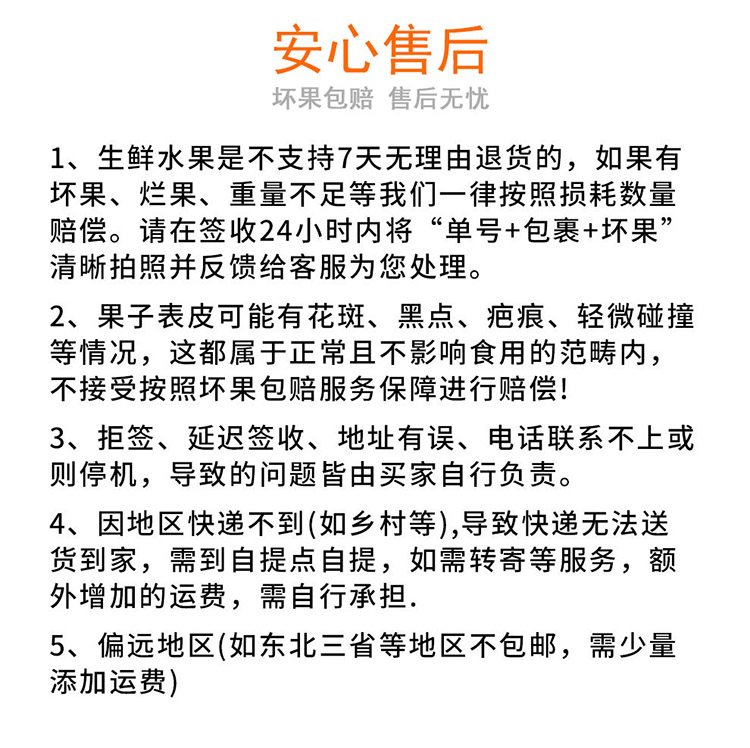 安心售后
坏果包赔 售后无忧
1、生鲜水果是不支持7天无理由退货的，如果有
坏果、烂果、重量不足等我们一律按照损耗数量
赔偿。请在签收24小时内将“单号+包裹+坏果”
清晰拍照并反馈给客服为您处理。
2、果子表皮可能有花斑、黑点、疤痕、轻微碰撞
等情况，这都属于正常且不影响食用的范畴内，
不接受按照坏果包赔服务保障进行赔偿!
3、拒签、延迟签收、地址有误、电话联系不上或
则停机，导致的问题皆由买家自行负责。
4、因地区快递不到(如乡村等),导致快递无法送
货到家，需到自提点自提，如需转寄等服务，额
外增加的运费，需自行承担.
5、偏远地区(如东北三省等地区不包邮，需少量
添加运费)